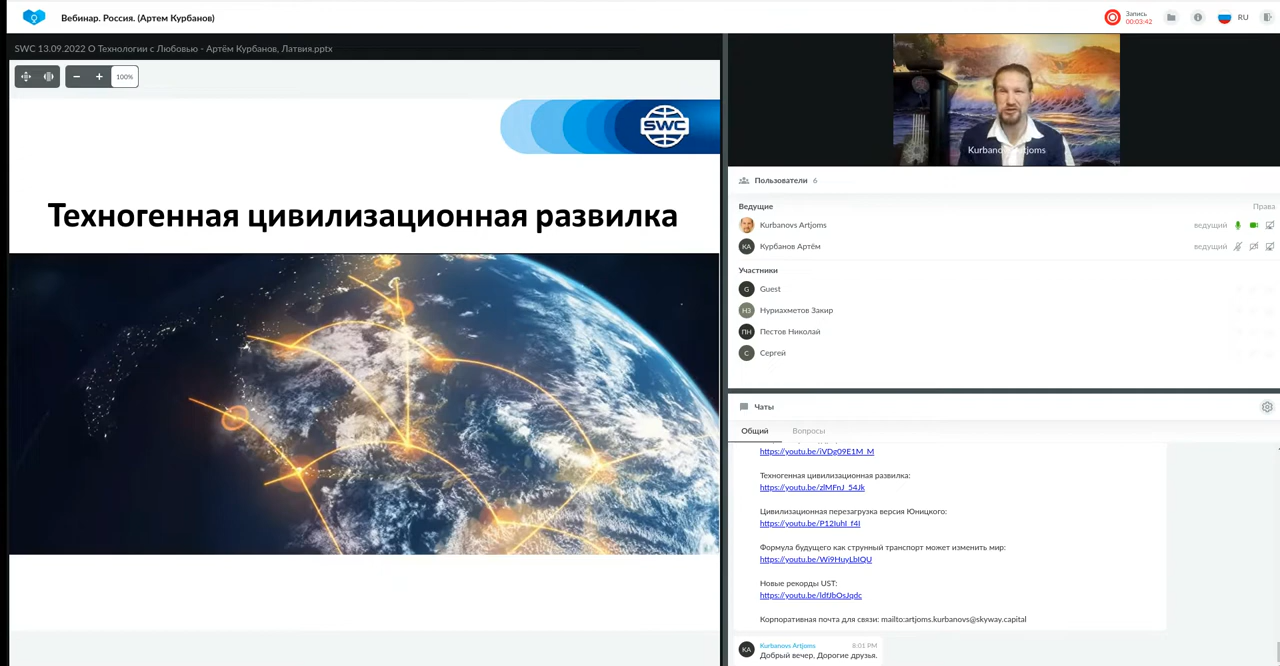 Вебинар. Россия. (Артем Курбанов)
Запись
00:03:42
RU
SWC 13.09.2022 О Технологии с Любовью - Артём Курбанов, Латвия.pptx
100%
SWC
Техногенная цивилизационная развилка
Kurbanovs Artjoms
Пользователи 6
Ведущие
Права
Kurbanovs Artjoms
ведущий
КА
Курбанов Артём
ведущий
Участники
G
Guest
НЗ
Нуриахметов Закир
ПН
Пестов Николай
С
Сергей
Чаты
Общий
Вопросы
https://youtu.be/iVDg09E1M_M
Техногенная цивилизационная развилка:
https://youtu.be/zlMFnJ_54Jk
Цивилизационная перезагрузка версия Юницкого:
https://youtu.be/P12Iuhl_f4I
Формула будущего как струнный транспорт может изменить мир:
https://youtu.be/Wi9HuyLbIQU
Новые рекорды UST:
https://youtu.be/ldfJbOsJqdc
Корпоративная почта для связи: mailto:artjoms.kurbanovs@skyway.capital
KA
Kurbanovs Artjoms
8:01 PM
Добрый вечер. Дорогие друзья.